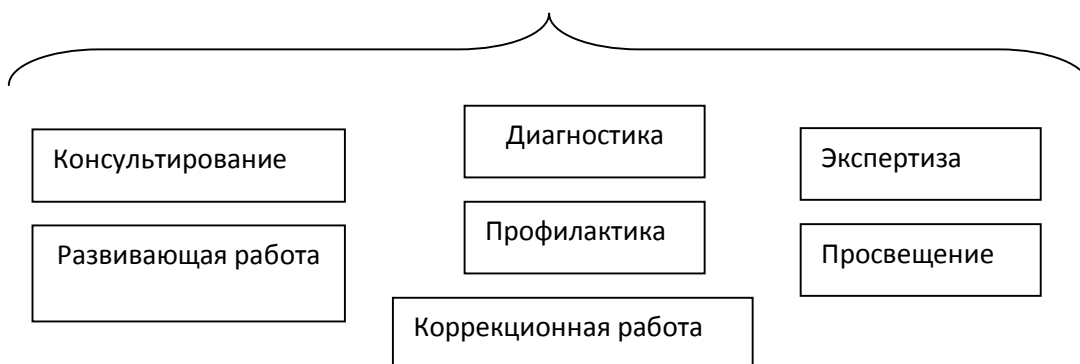 Консультирование
Развивающая работа
Диагностика
Профилактика
Коррекционная работа
Экспертиза
Просвещение